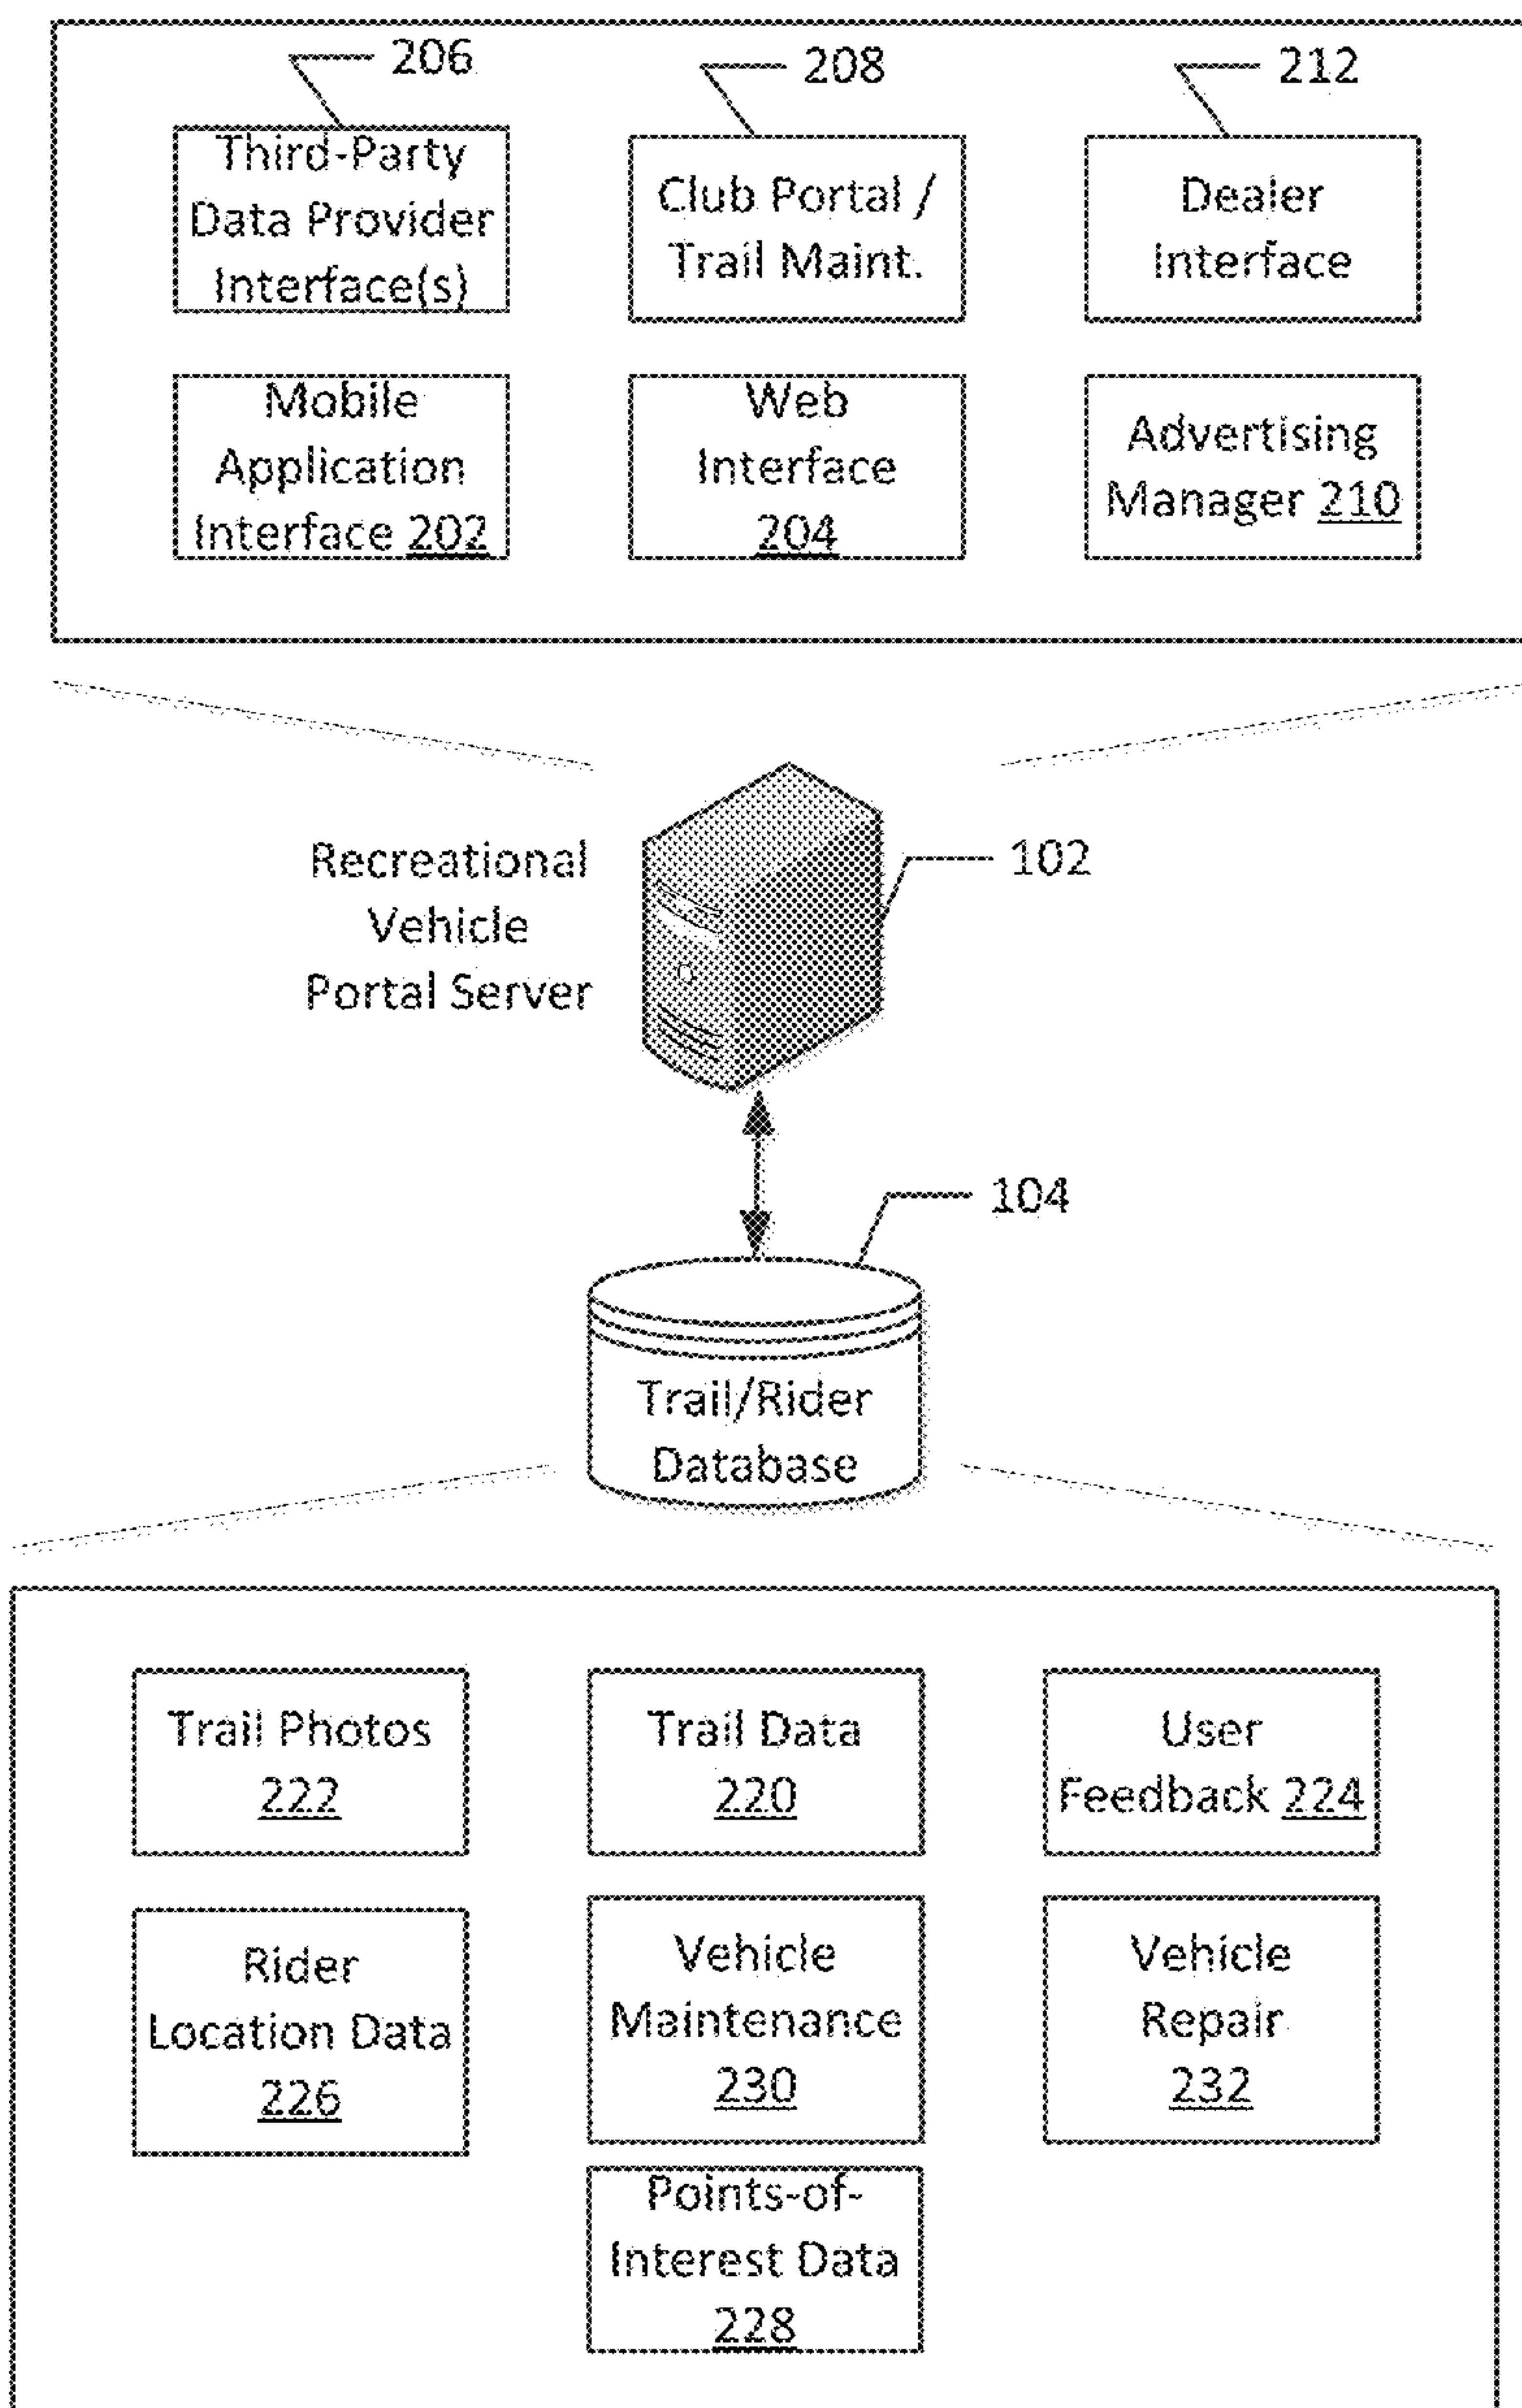 206
208
212
Third-Party
Data Provider
Interface(s)
Club Portal /
Trail Maint.
Dealer
Interface
Mobile
Application
Interface 202
Web
Interface
204
Advertising
Manager 210
Recreational
Vehicle
Portal Server
102
104
Trail/Rider
Database
Trail Photos
222
Trail Data
220
User
Feedback 224
Rider
Location Data
226
Vehicle
Maintenance
230
Vehicle
Repair
232
Points-of-
Interest Data
228